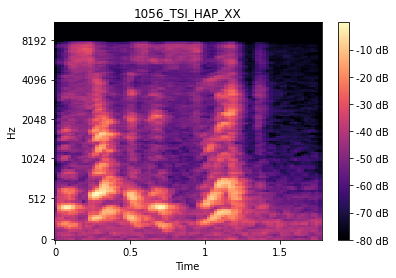 1056_TSI_HAP_XX
8192
4096
2048
1024
512
0
Hz
0
0.5
1
1.5
Time
-10 dB
-20 dB
-30 dB
-40 dB
-50 dB
-60 dB
-70 dB
-80 dB